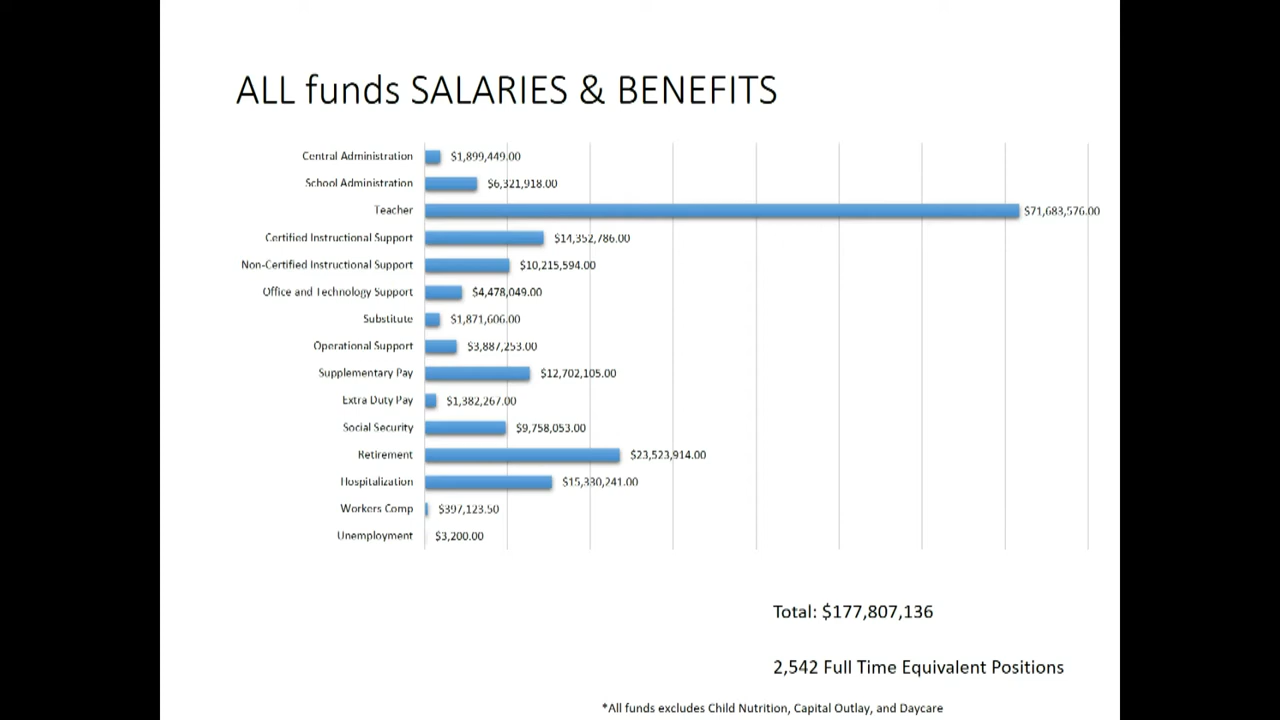 ALL funds SALARIES & BENEFITS
Central Administration $1,899,449.00
School Administration $6,321,918.00
Teacher $71,683,576.00
Certified Instructional Support $14,352,786.00
Non-Certified Instructional Support $10,215,594.00
Office and Technology Support $4,478,049.00
Substitute $1,871,606.00
Operational Support $3,887,253.00
Supplementary Pay $12,702,105.00
Extra Duty Pay $1,382,267.00
Social Security $9,758,053.00
Retirement $23,523,914.00
Hospitalization $15,330,241.00
Workers Comp $397,123.50
Unemployment $3,200.00
Total: $177,807,136
2,542 Full Time Equivalent Positions
*All funds excludes Child Nutrition, Capital Outlay, and Daycare